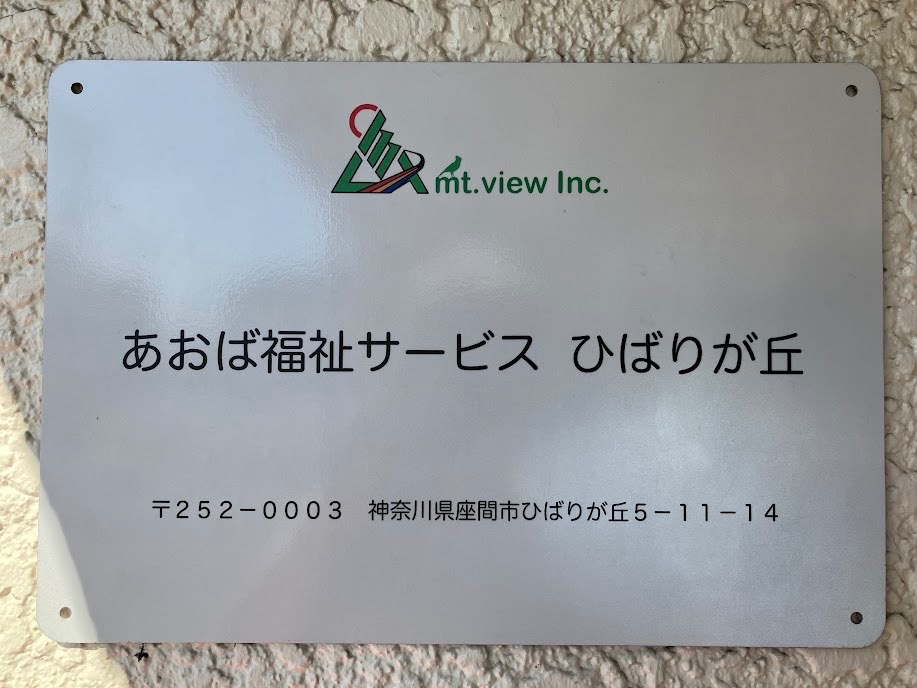 mt.view Inc.
あおば福祉サービス ひばりが丘
〒252－0003　神奈川県座間市ひばりが丘5－11－14